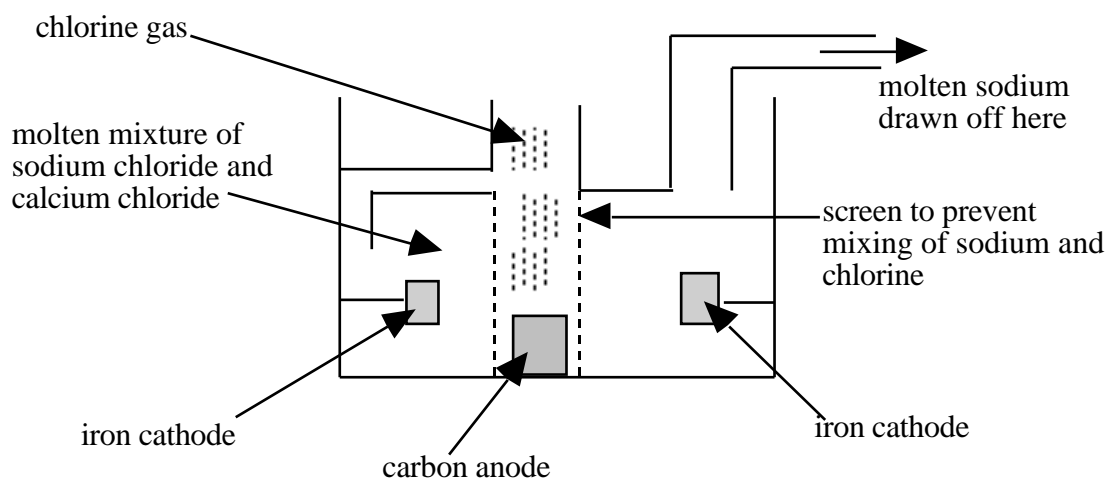 chlorine gas
molten mixture of
sodium chloride and
calcium chloride
molten sodium
drawn off here
screen to prevent
mixing of sodium and
chlorine
iron cathode
carbon anode
iron cathode